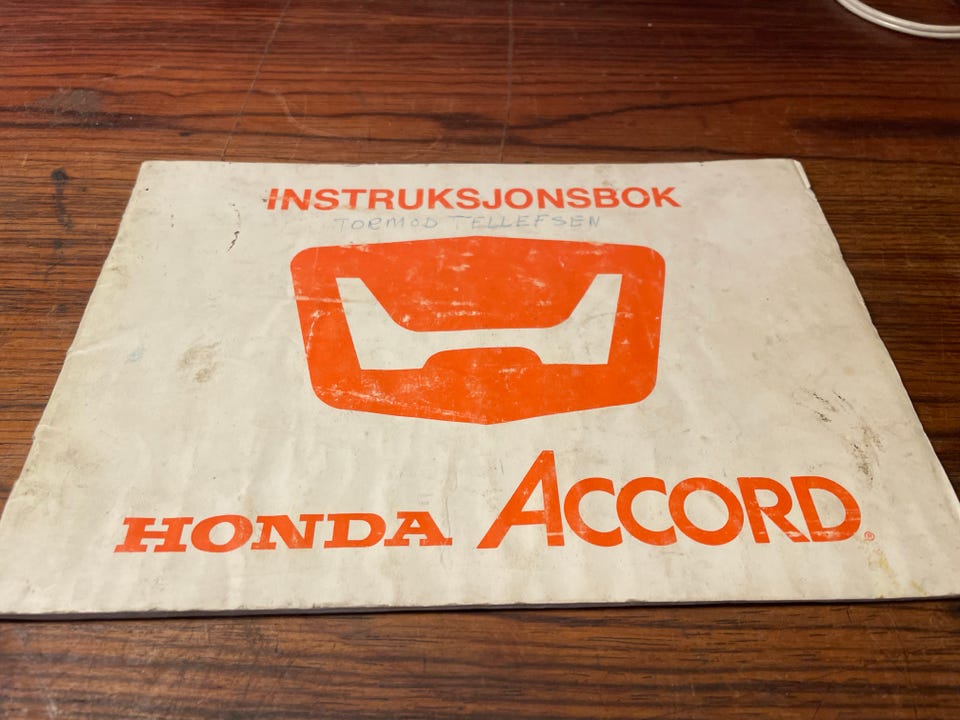 INSTRUKSJONSBOK
TORMOD TELLEFSEN
HONDA ACCORD®